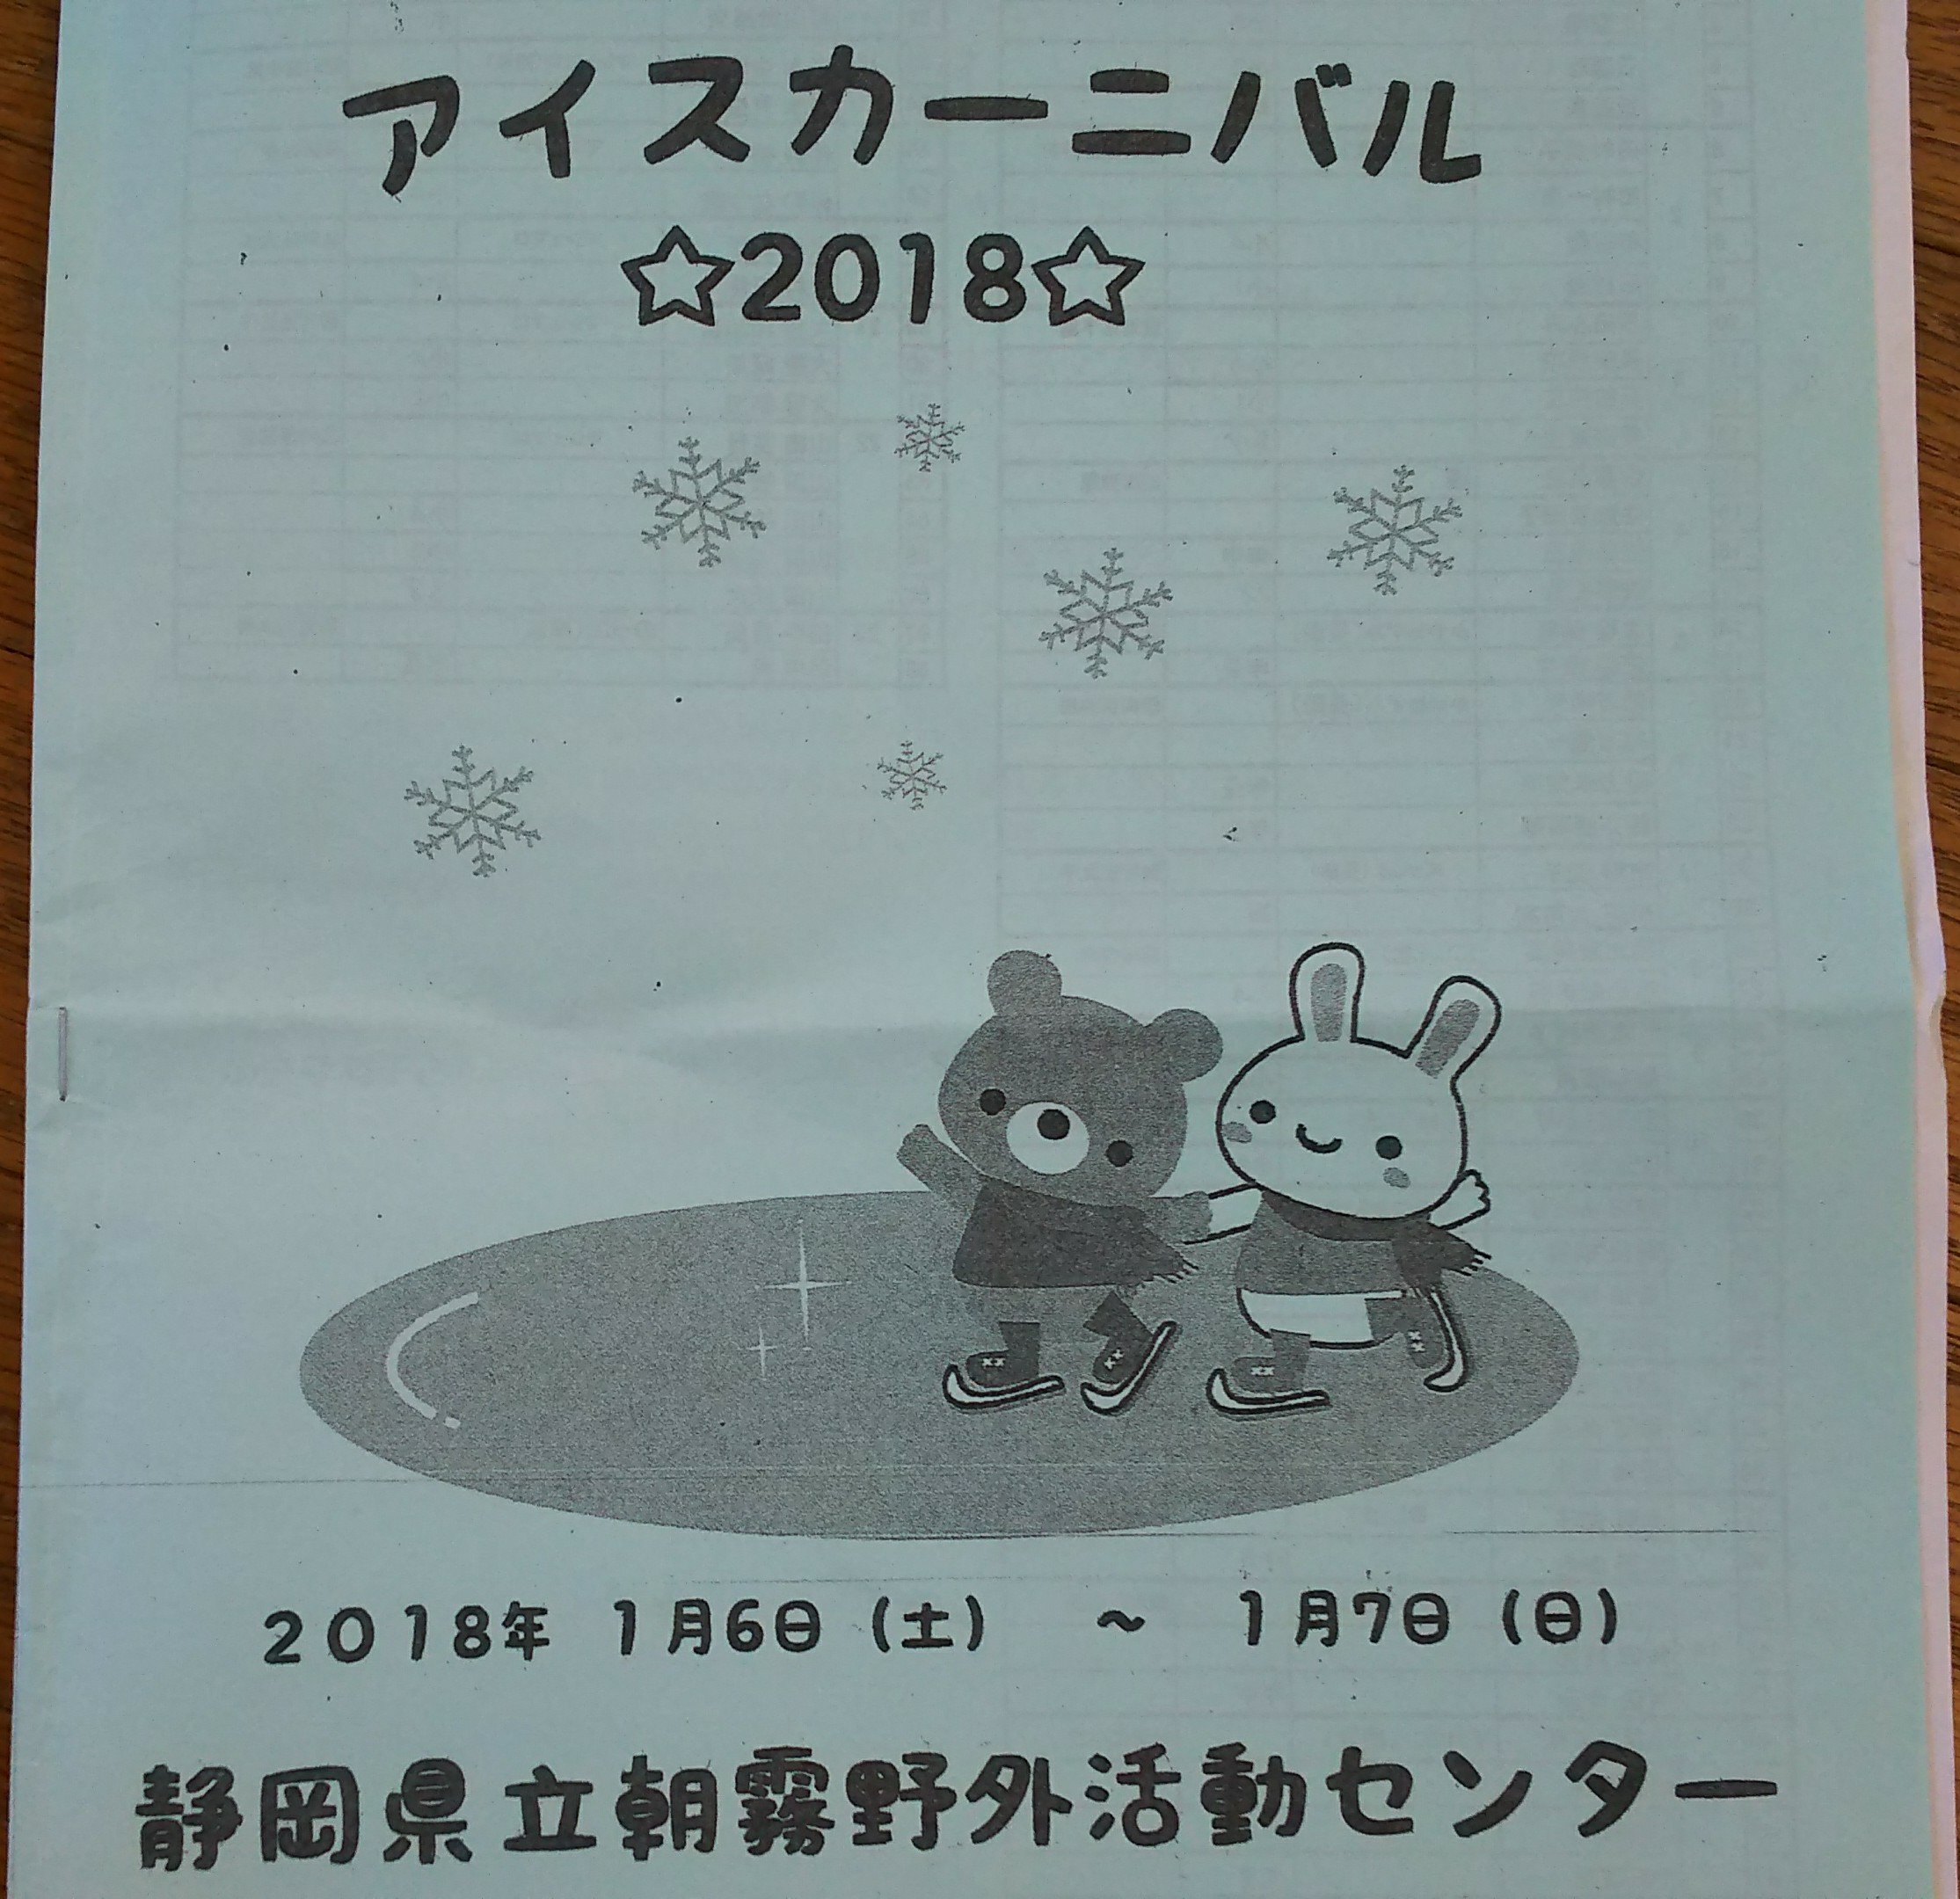 アイスカーニバル
☆2018☆
2018年 1月6日（土） ～ 1月7日（日）
静岡県立朝霧野外活動センター